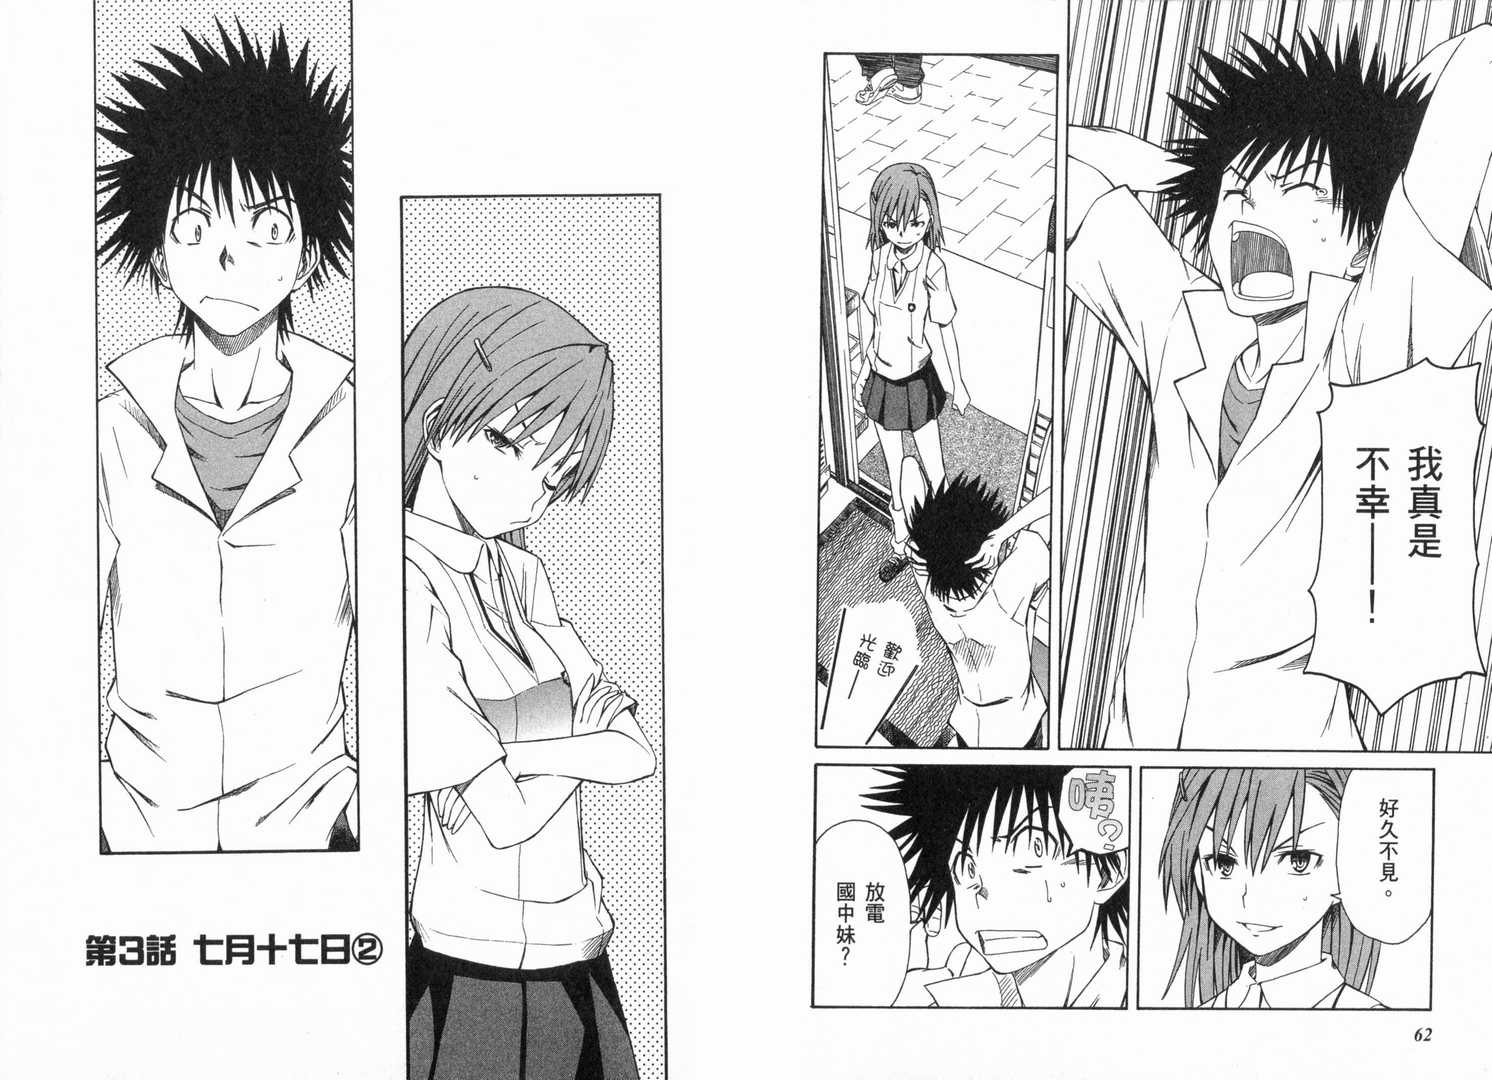 我真是
不幸——！
歡迎
光臨——
好久不見。
咦？
放電
國中妹？
62
第3話 七月十七日②